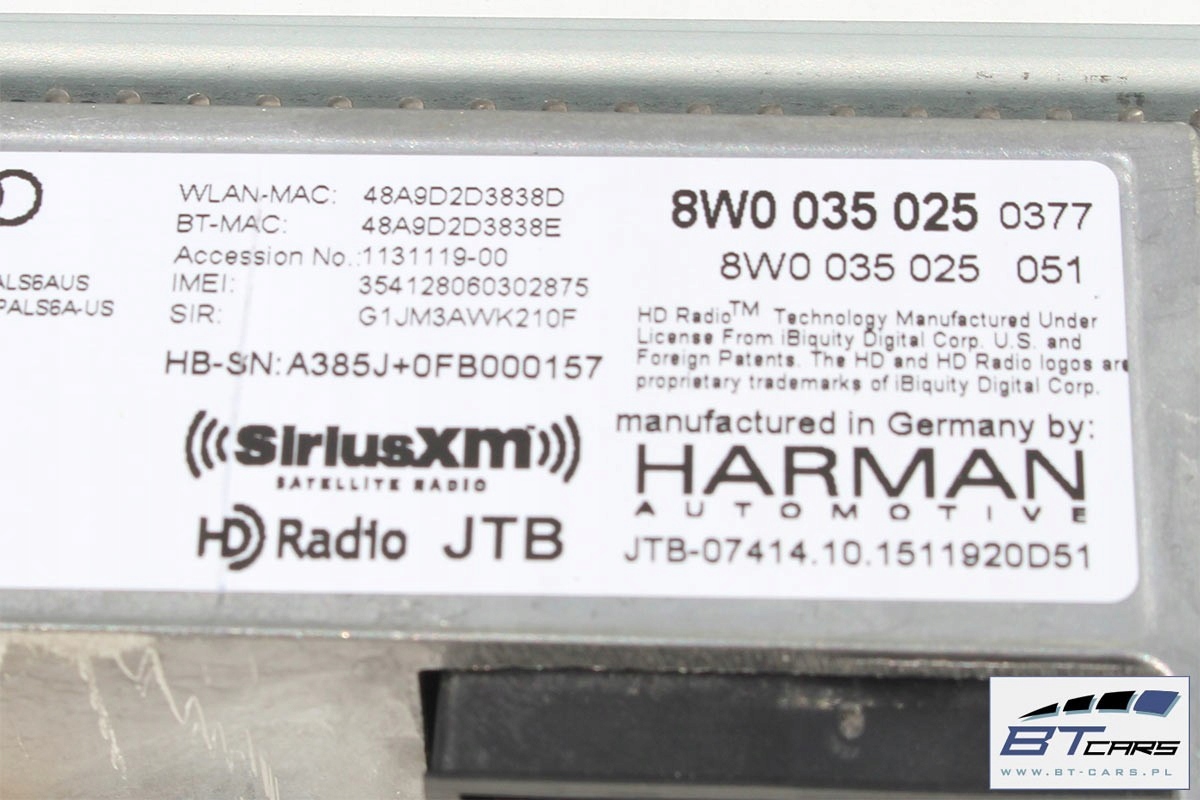 ALS6AUS
PALS6A-US
WLAN-MAC: 48A9D2D3838D
BT-MAC: 48A9D2D3838E
Accession No.: 1131119-00
IMEI: 354128060302875
SIR: G1JM3AWK210F
HB-SN: A385J+0FB000157
SiriusXM
SATELLITE RADIO
HD Radio JTB
8W0 035 025 0377
8W0 035 025 051
HD Radio™ Technology Manufactured Under
License From iBiquity Digital Corp. U.S. and
Foreign Patents. The HD and HD Radio logos are
proprietary trademarks of iBiquity Digital Corp.
manufactured in Germany by:
HARMAN
AUTOMOTIVE
JTB-07414.10.1511920D51
BT CARS
WWW.BT-CARS.PL